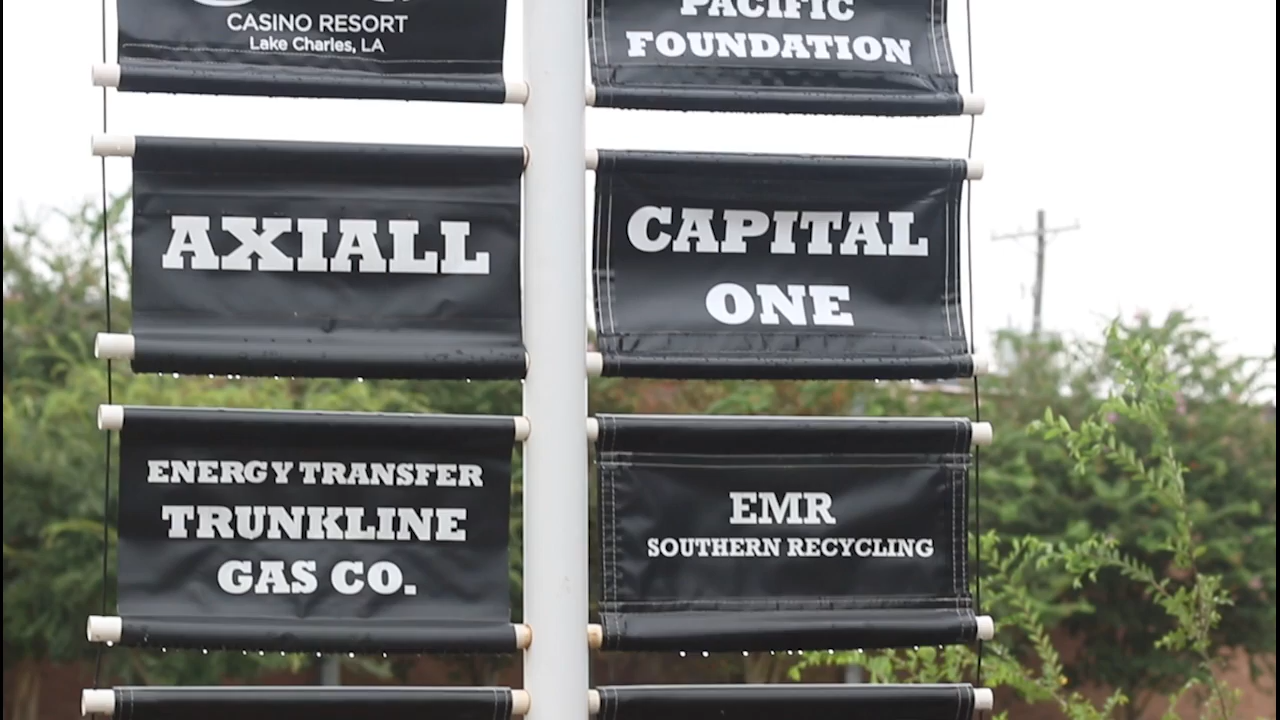 CASINO RESORT
Lake Charles, LA
PACIFIC
FOUNDATION
AXIALL
CAPITAL
ONE
ENERGY TRANSFER
TRUNKLINE
GAS CO.
EMR
SOUTHERN RECYCLING